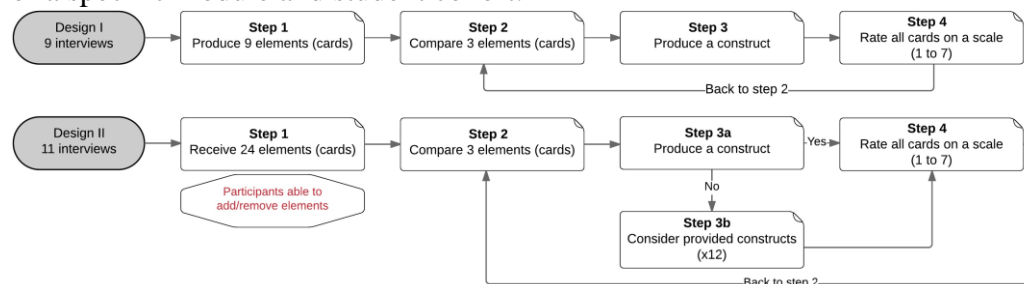 Design I
9 interviews
Step 1
Produce 9 elements (cards)
Step 2
Compare 3 elements (cards)
Step 3
Produce a construct
Step 4
Rate all cards on a scale
(1 to 7)
Back to step 2
Design II
11 interviews
Step 1
Receive 24 elements (cards)
Participants able to
add/remove elements
Step 2
Compare 3 elements (cards)
Step 3a
Produce a construct
Yes
Step 4
Rate all cards on a scale
(1 to 7)
No
Step 3b
Consider provided constructs
(x12)
Back to step 2